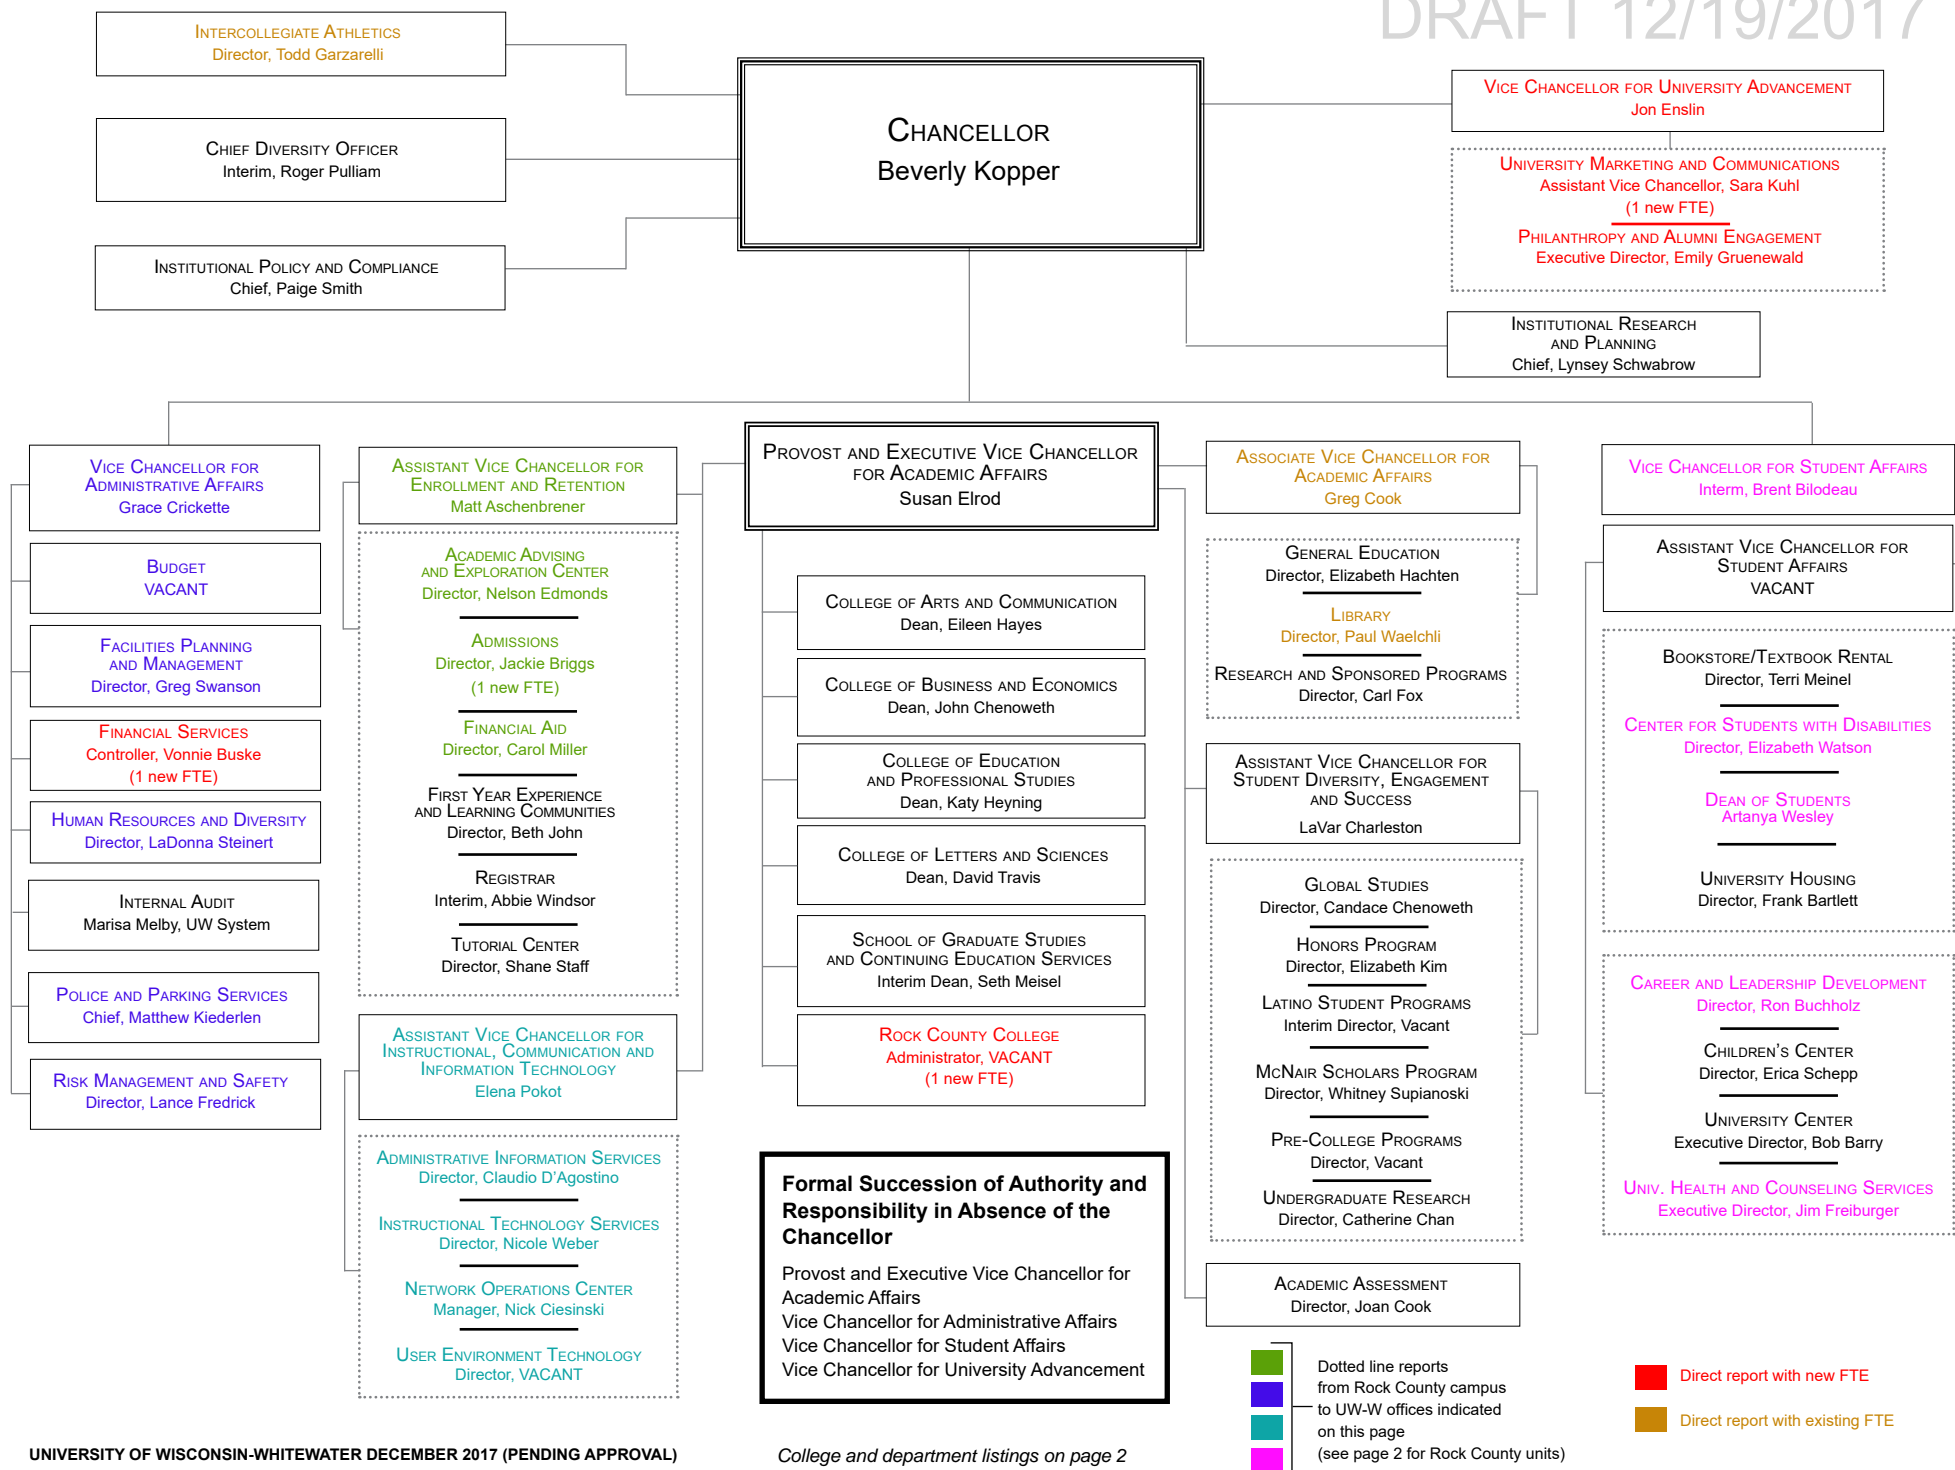 DRAFT 12/19/2017
Intercollegiate Athletics
Director, Todd Garzarelli
Chief Diversity Officer
Interim, Roger Pulliam
Institutional Policy and Compliance
Chief, Paige Smith
Chancellor
Beverly Kopper
Vice Chancellor for University Advancement
Jon Enslin
University Marketing and Communications
Assistant Vice Chancellor, Sara Kuhl
(1 new FTE)
Philanthropy and Alumni Engagement
Executive Director, Emily Gruenewald
Institutional Research
and Planning
Chief, Lynsey Schwabrow
Vice Chancellor for
Administrative Affairs
Grace Crickette
Budget
VACANT
Facilities Planning
and Management
Director, Greg Swanson
Financial Services
Controller, Vonnie Buske
(1 new FTE)
Human Resources and Diversity
Director, LaDonna Steinert
Internal Audit
Marisa Melby, UW System
Police and Parking Services
Chief, Matthew Kiederlen
Risk Management and Safety
Director, Lance Fredrick
Assistant Vice Chancellor for
Enrollment and Retention
Matt Aschenbrener
Academic Advising
and Exploration Center
Director, Nelson Edmonds
Admissions
Director, Jackie Briggs
(1 new FTE)
Financial Aid
Director, Carol Miller
First Year Experience
and Learning Communities
Director, Beth John
Registrar
Interim, Abbie Windsor
Tutorial Center
Director, Shane Staff
Assistant Vice Chancellor for
Instructional, Communication and
Information Technology
Elena Pokot
Administrative Information Services
Director, Claudio D'Agostino
Instructional Technology Services
Director, Nicole Weber
Network Operations Center
Manager, Nick Ciesinski
User Environment Technology
Director, VACANT
Provost and Executive Vice Chancellor
for Academic Affairs
Susan Elrod
College of Arts and Communication
Dean, Eileen Hayes
College of Business and Economics
Dean, John Chenoweth
College of Education
and Professional Studies
Dean, Katy Heyning
College of Letters and Sciences
Dean, David Travis
School of Graduate Studies
and Continuing Education Services
Interim Dean, Seth Meisel
Rock County College
Administrator, VACANT
(1 new FTE)
Formal Succession of Authority and
Responsibility in Absence of the
Chancellor
Provost and Executive Vice Chancellor for
Academic Affairs
Vice Chancellor for Administrative Affairs
Vice Chancellor for Student Affairs
Vice Chancellor for University Advancement
Associate Vice Chancellor for
Academic Affairs
Greg Cook
General Education
Director, Elizabeth Hachten
Library
Director, Paul Waelchli
Research and Sponsored Programs
Director, Carl Fox
Assistant Vice Chancellor for
Student Diversity, Engagement
and Success
LaVar Charleston
Global Studies
Director, Candace Chenoweth
Honors Program
Director, Elizabeth Kim
Latino Student Programs
Interim Director, Vacant
McNair Scholars Program
Director, Whitney Supianoski
Pre-College Programs
Director, Vacant
Undergraduate Research
Director, Catherine Chan
Academic Assessment
Director, Joan Cook
Vice Chancellor for Student Affairs
Interm, Brent Bilodeau
Assistant Vice Chancellor for
Student Affairs
VACANT
Bookstore/Textbook Rental
Director, Terri Meinel
Center for Students with Disabilities
Director, Elizabeth Watson
Dean of Students
Artanya Wesley
University Housing
Director, Frank Bartlett
Career and Leadership Development
Director, Ron Buchholz
Children's Center
Director, Erica Schepp
University Center
Executive Director, Bob Barry
Univ. Health and Counseling Services
Executive Director, Jim Freiburger
Dotted line reports
from Rock County campus
to UW-W offices indicated
on this page
(see page 2 for Rock County units)
Direct report with new FTE
Direct report with existing FTE
UNIVERSITY OF WISCONSIN-WHITEWATER DECEMBER 2017 (PENDING APPROVAL)
College and department listings on page 2